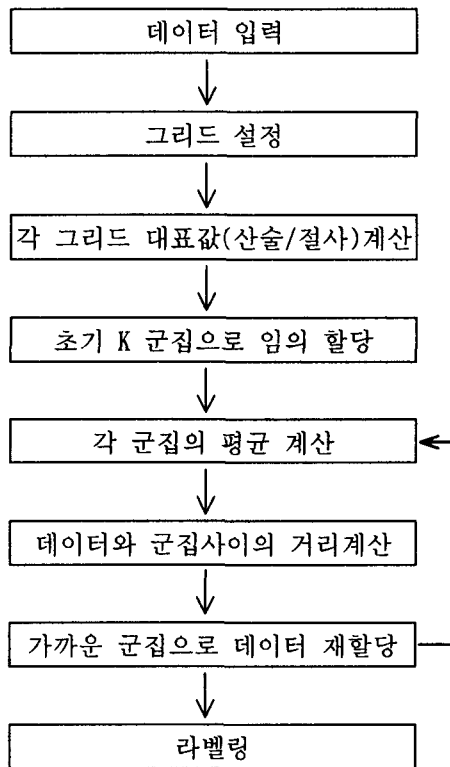 데이터 입력
그리드 설정
각 그리드 대표값(산술/절사)계산
초기 K 군집으로 임의 할당
각 군집의 평균 계산
데이터와 군집사이의 거리계산
가까운 군집으로 데이터 재할당
라벨링